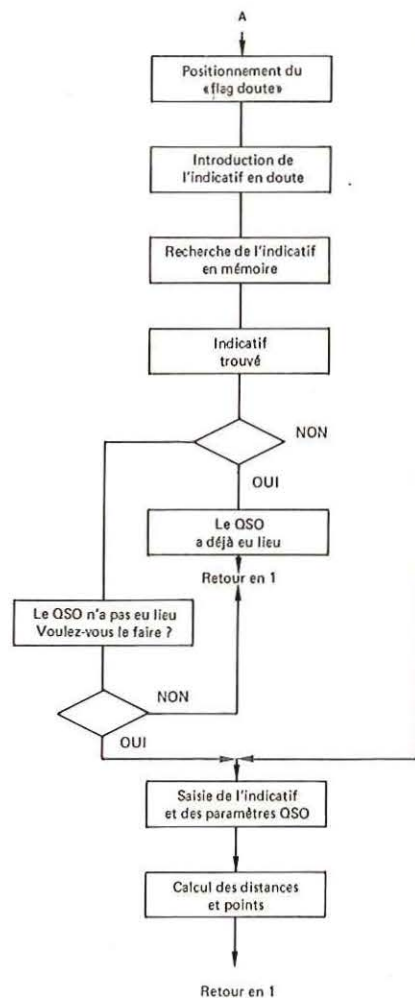 A
Positionnement du
«flag doute»
Introduction de
l'indicatif en doute
Recherche de l'indicatif
en mémoire
Indicatif
trouvé
NON
OUI
Le QSO
a déjà eu lieu
Retour en 1
Le QSO n'a pas eu lieu
Voulez-vous le faire ?
NON
OUI
Saisie de l'indicatif
et des paramètres QSO
Calcul des distances
et points
Retour en 1